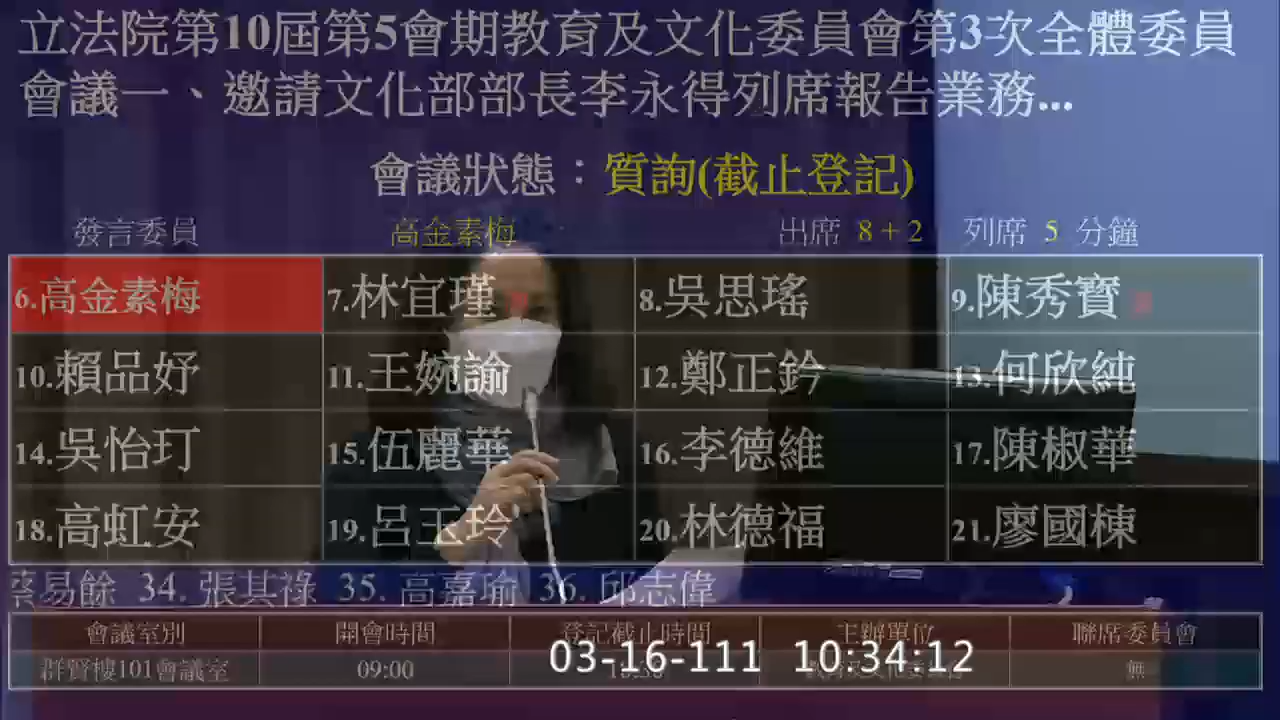 立法院第10屆第5會期教育及文化委員會第3次全體委員
會議一、邀請文化部部長李永得列席報告業務...
會議狀態：質詢(截止登記)
發言委員 高金素梅 出席 8+2 列席 5 分鐘
6.高金素梅 7.林宜瑾 8.吳思瑤 9.陳秀寳
10.賴品妤 11.王婉諭 12.鄭正鈐 13.何欣純
14.吳怡玎 15.伍麗華 16.李德維 17.陳椒華
18.高虹安 19.呂玉玲 20.林德福 21.廖國棟
蔡易餘 34. 張其祿 35. 高嘉瑜 36. 邱志偉
會議室別 開會時間 登記截止時間 主辦單位 聯席委員會
群賢樓101會議室 09:00 無
03-16-111 10:34:12